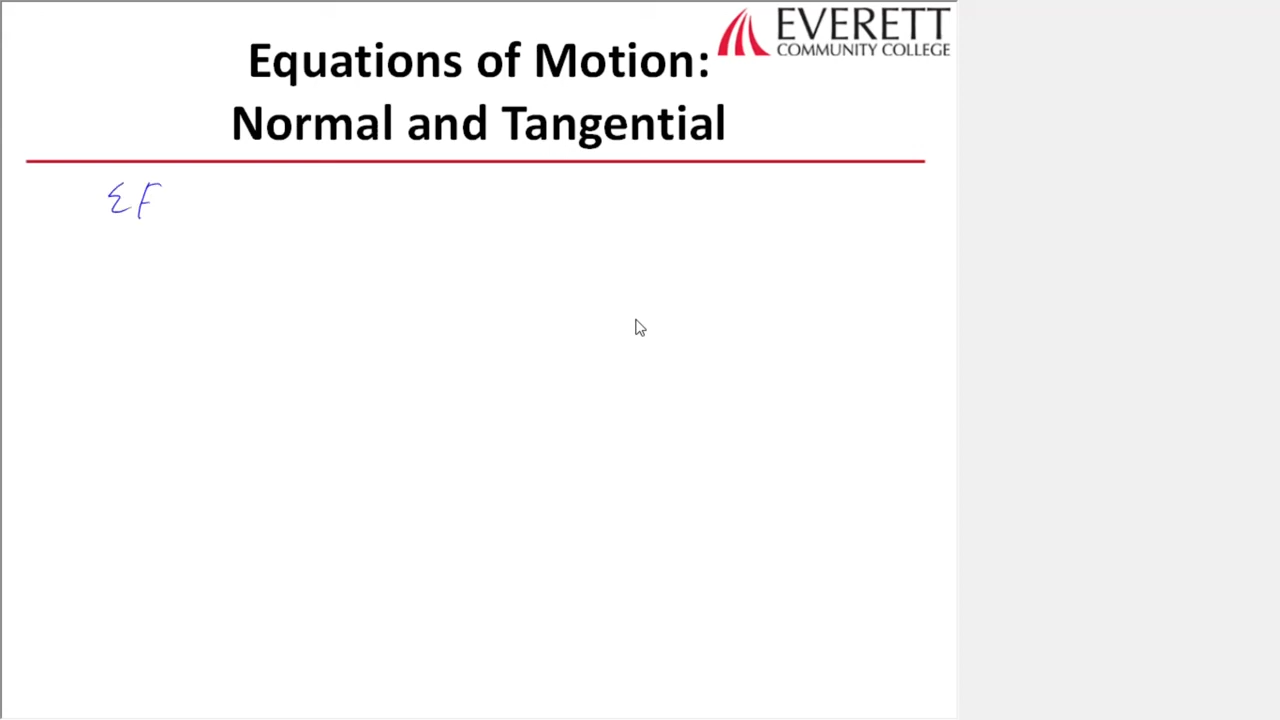 EVERETT
COMMUNITY COLLEGE
Equations of Motion:
Normal and Tangential
ΣF